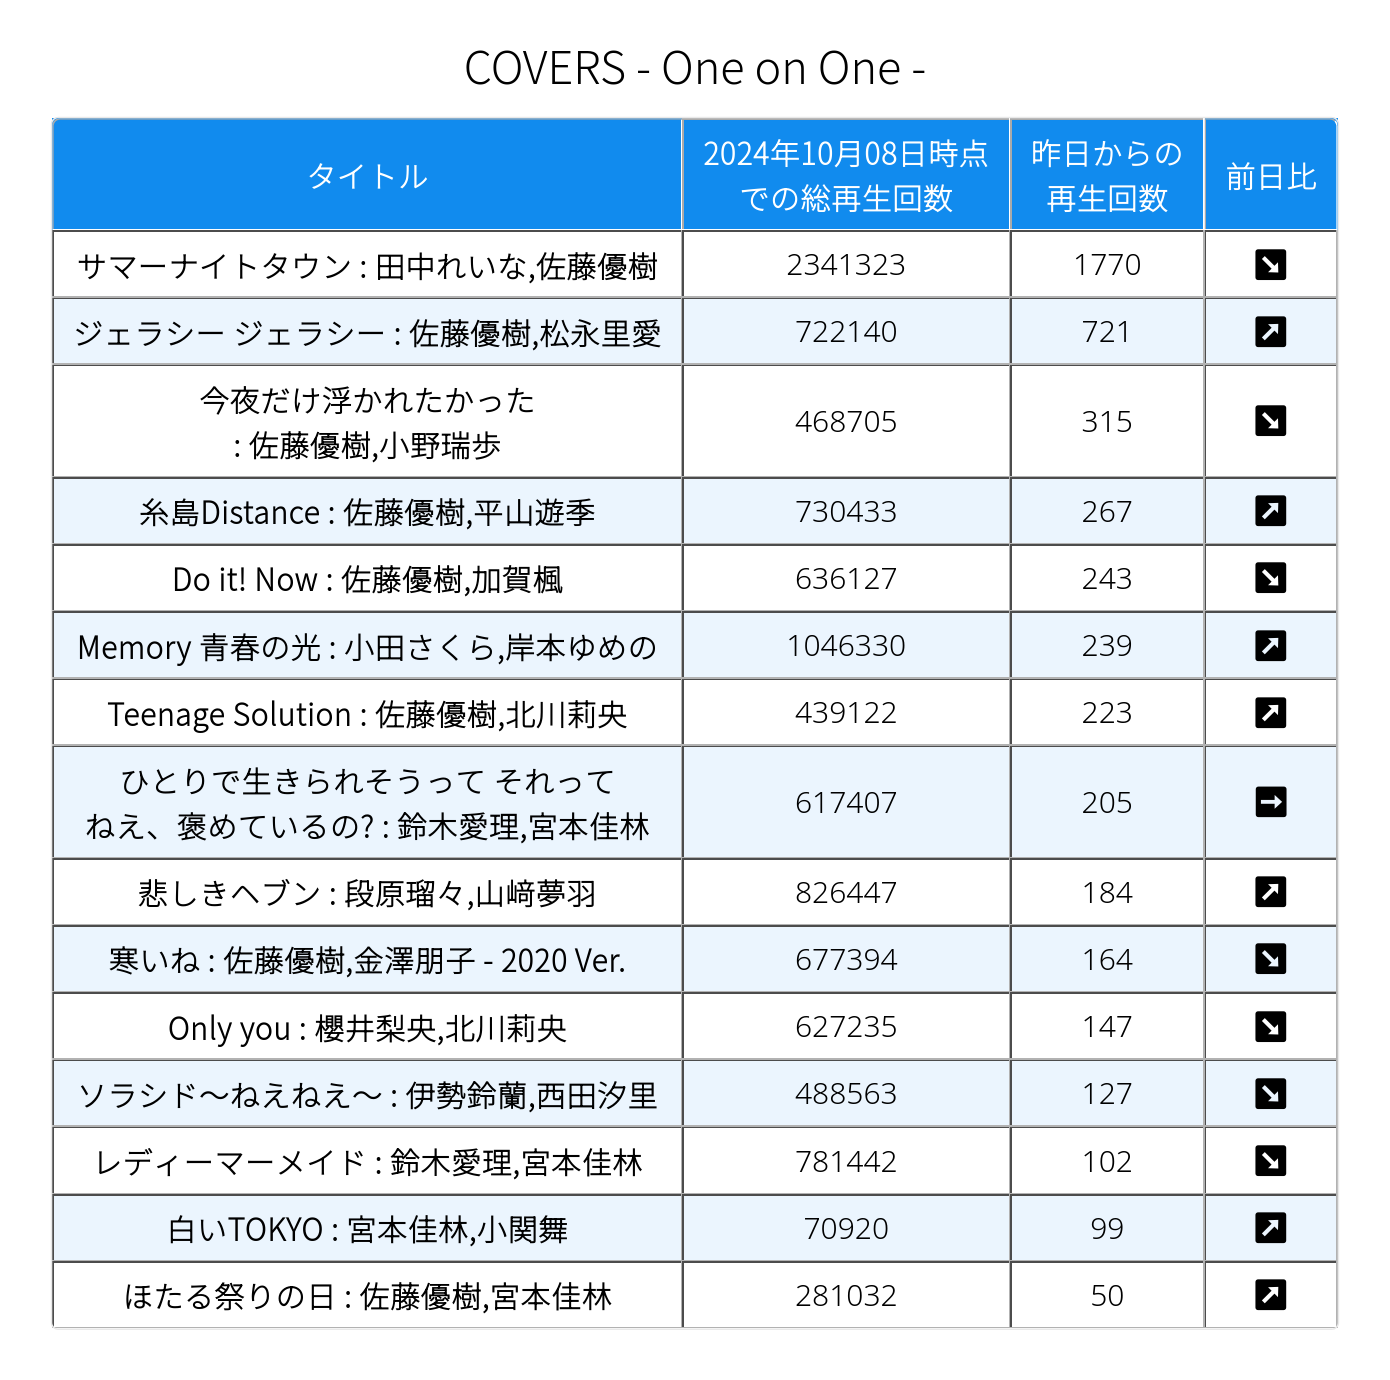 COVERS - One on One -
タイトル
2024年10月08日時点
での総再生回数
昨日からの
再生回数
前日比
サマーナイトタウン : 田中れいな,佐藤優樹
2341323
1770
ジェラシー ジェラシー : 佐藤優樹,松永里愛
722140
721
今夜だけ浮かれたかった
: 佐藤優樹,小野瑞歩
468705
315
糸島Distance : 佐藤優樹,平山遊季
730433
267
Do it! Now : 佐藤優樹,加賀楓
636127
243
Memory 青春の光 : 小田さくら,岸本ゆめの
1046330
239
Teenage Solution : 佐藤優樹,北川莉央
439122
223
ひとりで生きられそうって それって
ねえ、褒めているの? : 鈴木愛理,宮本佳林
617407
205
悲しきヘブン : 段原瑠々,山﨑夢羽
826447
184
寒いね : 佐藤優樹,金澤朋子 - 2020 Ver.
677394
164
Only you : 櫻井梨央,北川莉央
627235
147
ソラシド〜ねえねえ〜 : 伊勢鈴蘭,西田汐里
488563
127
レディーマーメイド : 鈴木愛理,宮本佳林
781442
102
白いTOKYO : 宮本佳林,小関舞
70920
99
ほたる祭りの日 : 佐藤優樹,宮本佳林
281032
50